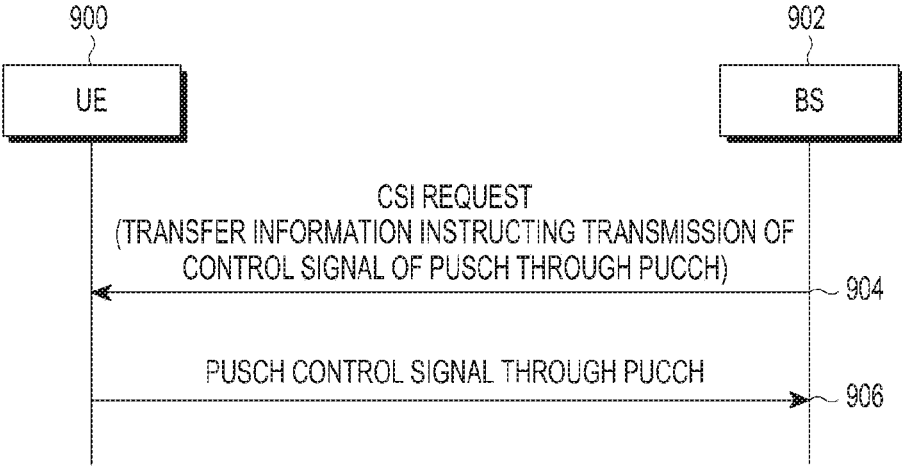 900
902
UE
BS
CSI REQUEST
(TRANSFER INFORMATION INSTRUCTING TRANSMISSION OF
CONTROL SIGNAL OF PUSCH THROUGH PUCCH)
904
PUSCH CONTROL SIGNAL THROUGH PUCCH
906